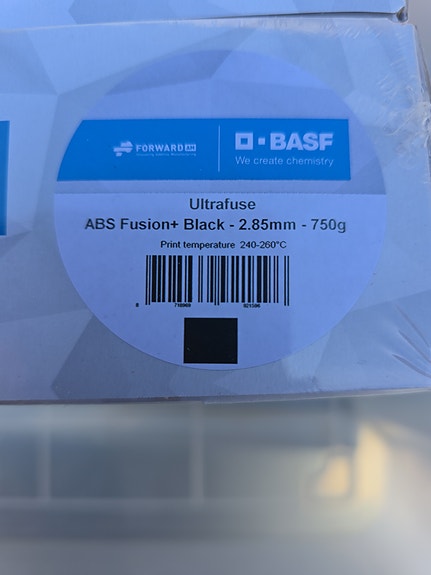 FORWARD AM
BASF
We create chemistry
Ultrafuse
ABS Fusion+ Black - 2.85mm - 750g
Print temperature 240-260°C